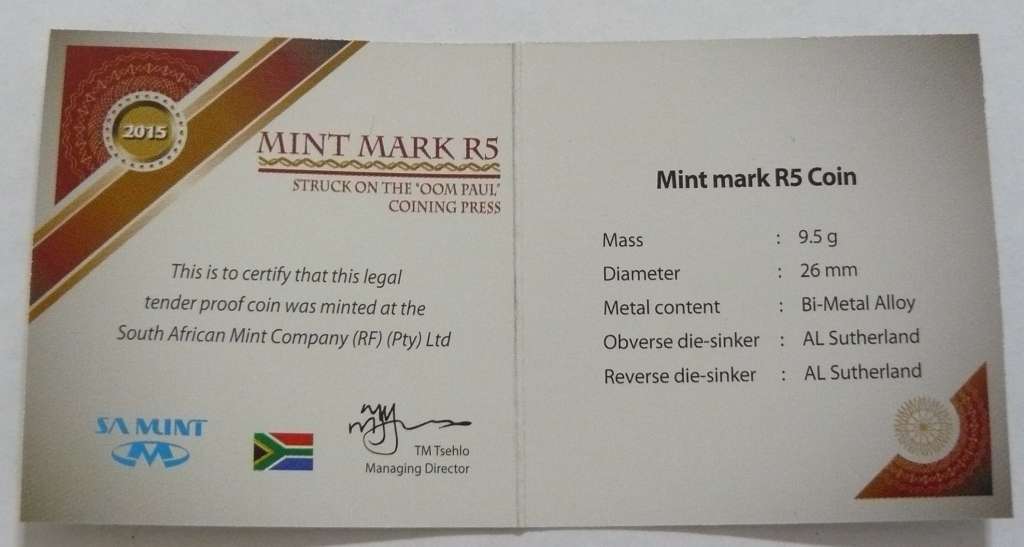 2015
MINT MARK R5
STRUCK ON THE "OOM PAUL"
COINING PRESS
This is to certify that this legal
tender proof coin was minted at the
South African Mint Company (RF) (Pty) Ltd
SA MINT
TM Tsehlo
Managing Director
Mint mark R5 Coin
Mass : 9.5 g
Diameter : 26 mm
Metal content : Bi-Metal Alloy
Obverse die-sinker : AL Sutherland
Reverse die-sinker : AL Sutherland